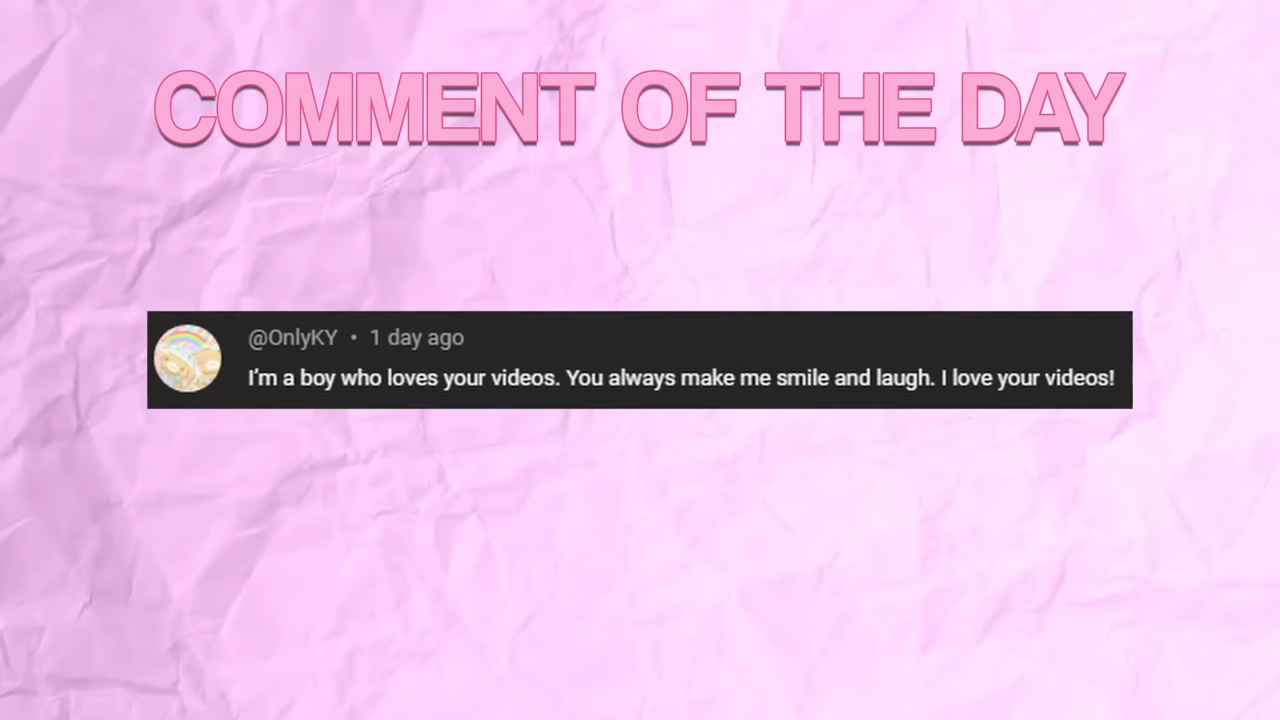 COMMENT OF THE DAY
@OnlyKY • 1 day ago
I'm a boy who loves your videos. You always make me smile and laugh. I love your videos!